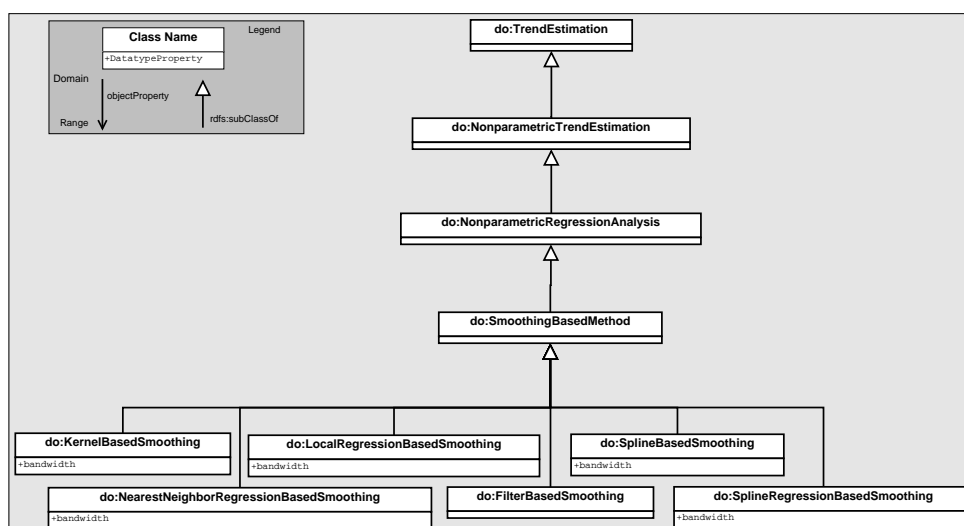 Class Name
Legend
+DatatypeProperty
Domain
objectProperty
Range
rdfs:subClassOf
do:TrendEstimation
do:NonparametricTrendEstimation
do:NonparametricRegressionAnalysis
do:SmoothingBasedMethod
do:KernelBasedSmoothing
+bandwidth
do:LocalRegressionBasedSmoothing
+bandwidth
do:SplineBasedSmoothing
+bandwidth
do:NearestNeighborRegressionBasedSmoothing
+bandwidth
do:FilterBasedSmoothing
do:SplineRegressionBasedSmoothing
+bandwidth